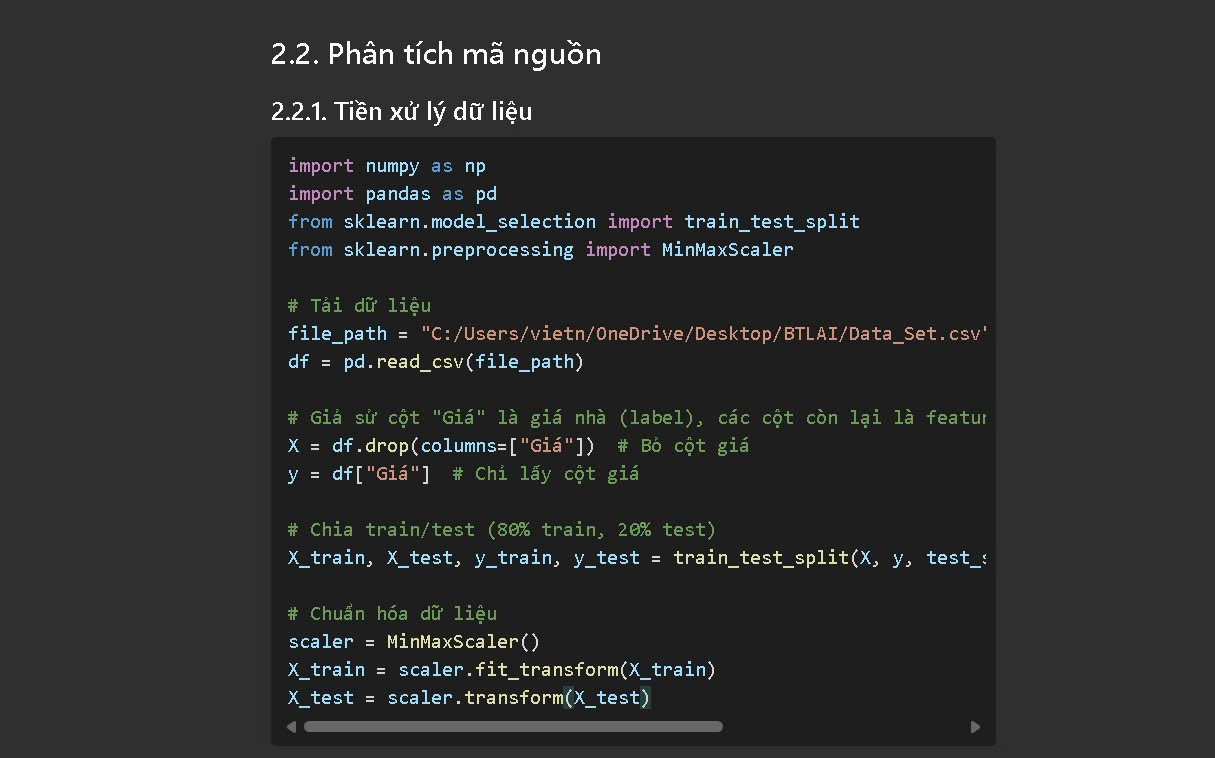 2.2. Phân tích mã nguồn
2.2.1. Tiền xử lý dữ liệu
import numpy as np
import pandas as pd
from sklearn.model_selection import train_test_split
from sklearn.preprocessing import MinMaxScaler
# Tải dữ liệu
file_path = "C:/Users/vietn/OneDrive/Desktop/BTLAI/Data_Set.csv"
df = pd.read_csv(file_path)
# Giả sử cột "Giá" là giá nhà (label), các cột còn lại là featur
X = df.drop(columns=["Giá"])  # Bỏ cột giá
y = df["Giá"]  # Chỉ lấy cột giá
# Chia train/test (80% train, 20% test)
X_train, X_test, y_train, y_test = train_test_split(X, y, test_s
# Chuẩn hóa dữ liệu
scaler = MinMaxScaler()
X_train = scaler.fit_transform(X_train)
X_test = scaler.transform(X_test)